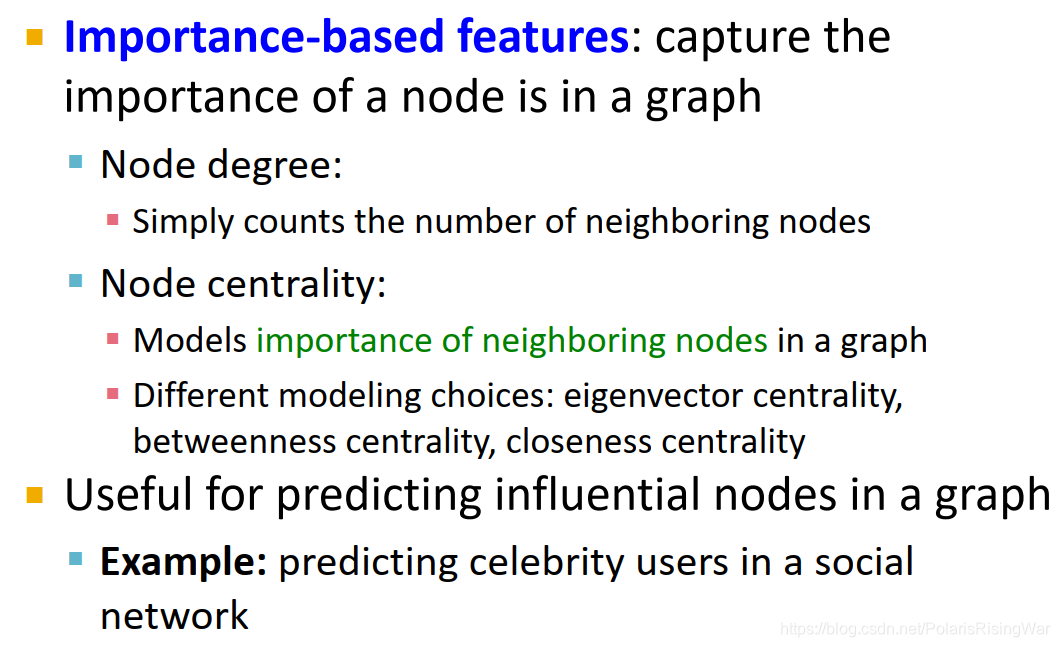 Importance-based features: capture the
importance of a node is in a graph
Node degree:
Simply counts the number of neighboring nodes
Node centrality:
Models importance of neighboring nodes in a graph
Different modeling choices: eigenvector centrality,
betweenness centrality, closeness centrality
Useful for predicting influential nodes in a graph
Example: predicting celebrity users in a social
network
https://blog.csdn.net/PolarisRisingWar